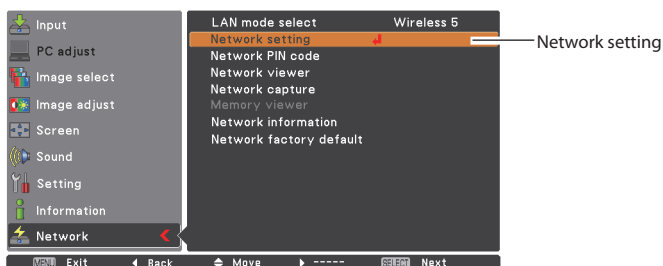 Input
PC adjust
Image select
Image adjust
Screen
Sound
Setting
Information
Network
LAN mode select Wireless 5
Network setting
Network PIN code
Network viewer
Network capture
Memory viewer
Network information
Network factory default
Network setting
MENU Exit Back Move ----- SELECT Next